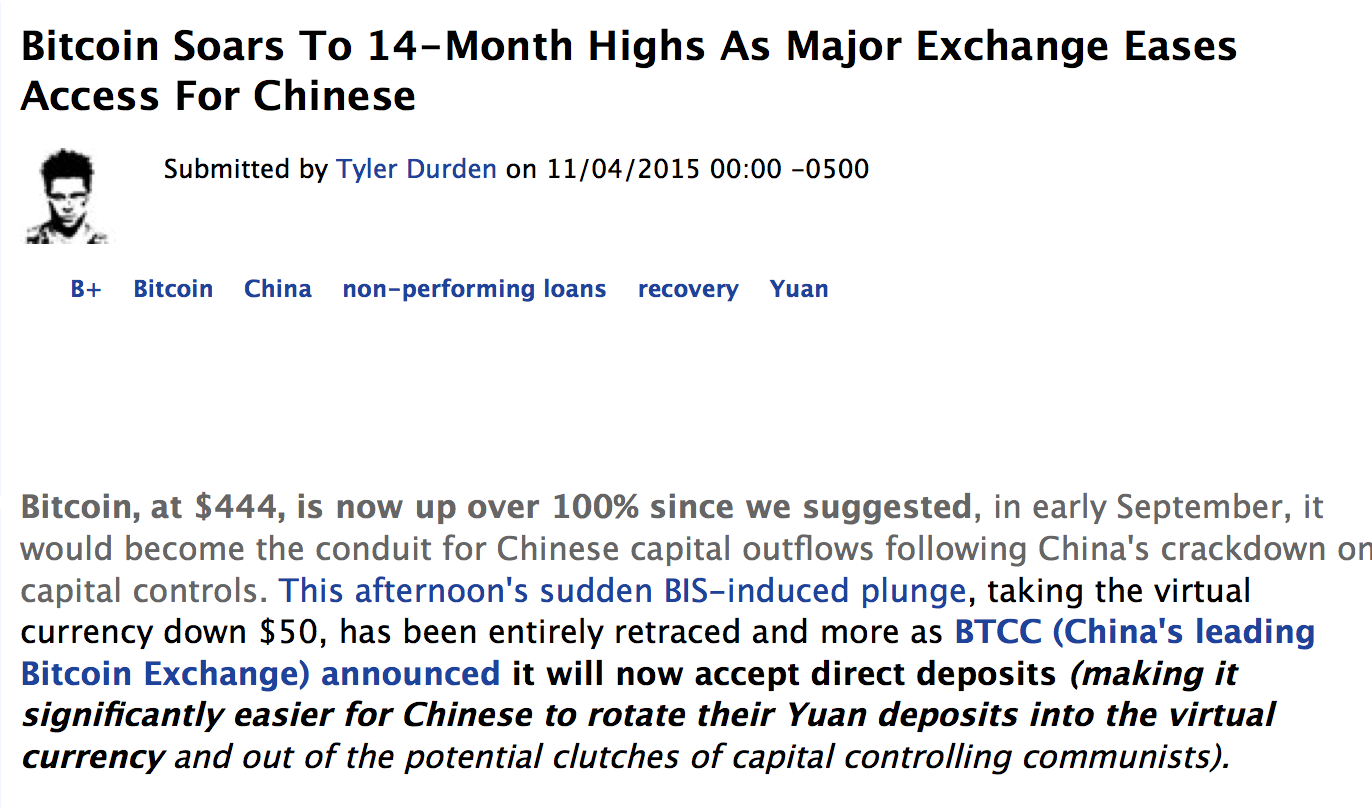 Bitcoin Soars To 14-Month Highs As Major Exchange Eases
Access For Chinese
Submitted by Tyler Durden on 11/04/2015 00:00 -0500
B+ Bitcoin China non-performing loans recovery Yuan
Bitcoin, at $444, is now up over 100% since we suggested, in early September, it
would become the conduit for Chinese capital outflows following China's crackdown on
capital controls. This afternoon's sudden BIS-induced plunge, taking the virtual
currency down $50, has been entirely retraced and more as BTCC (China's leading
Bitcoin Exchange) announced it will now accept direct deposits (making it
significantly easier for Chinese to rotate their Yuan deposits into the virtual
currency and out of the potential clutches of capital controlling communists).